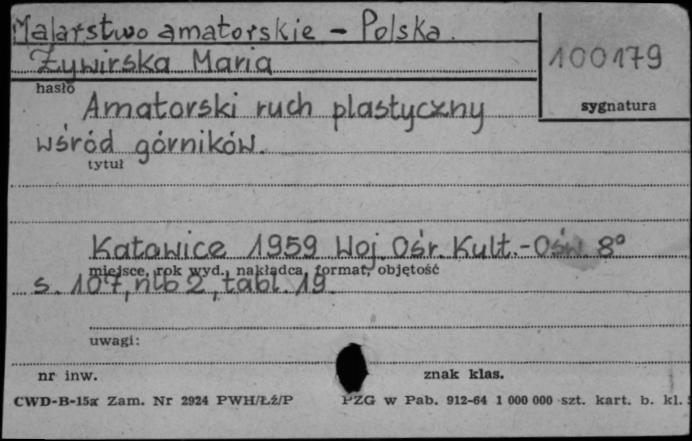 Malarstwo amatorskie – Polska.
Żywirska Maria
100179
hasło
sygnatura
Amatorski ruch plastyczny
wśród górników.
tytuł
Katowice 1959 Woj. Ośr. Kult.-Ośw. 8°
miejsce, rok wyd., nakładca, format, objętość
s. 107, nlb 2, tabl. 19.
uwagi:
nr inw.
znak klas.
CWD-B-15a Zam. Nr 2924 PWH/Łź/P
PZG w Pab. 912-64 1 000 000 szt. kart. b. kl.